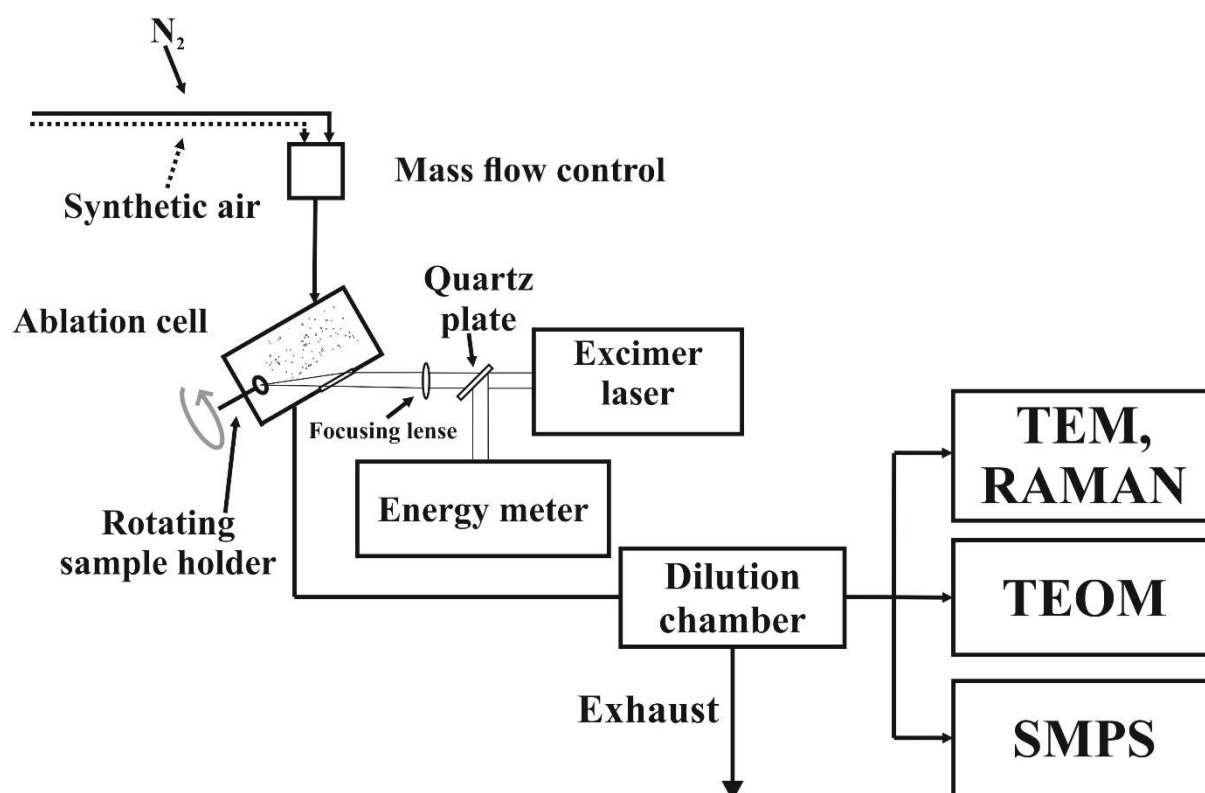 N₂
Synthetic air
Mass flow control
Ablation cell
Quartz
plate
Excimer
laser
Focusing lense
Energy meter
Rotating
sample holder
Dilution
chamber
Exhaust
TEM,
RAMAN
TEOM
SMPS